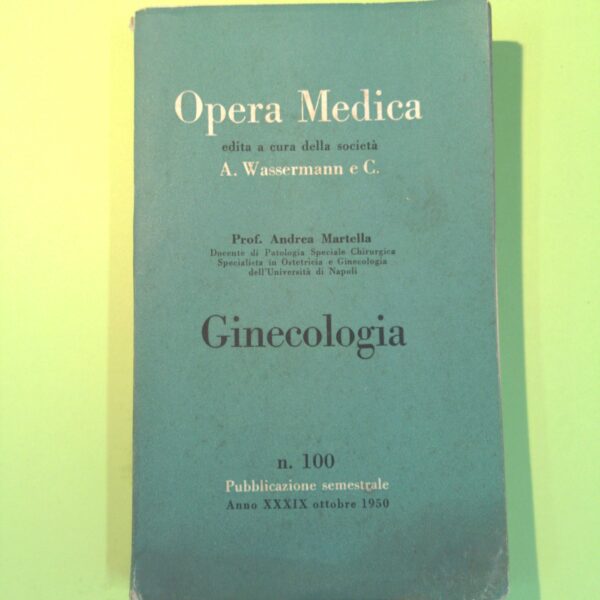 Opera Medica
edita a cura della società
A. Wassermann e C.
Prof. Andrea Martella
Docente di Patologia Speciale Chirurgica
Specialista in Ostetricia e Ginecologia
dell'Università di Napoli
Ginecologia
n. 100
Pubblicazione semestrale
Anno XXXIX ottobre 1950